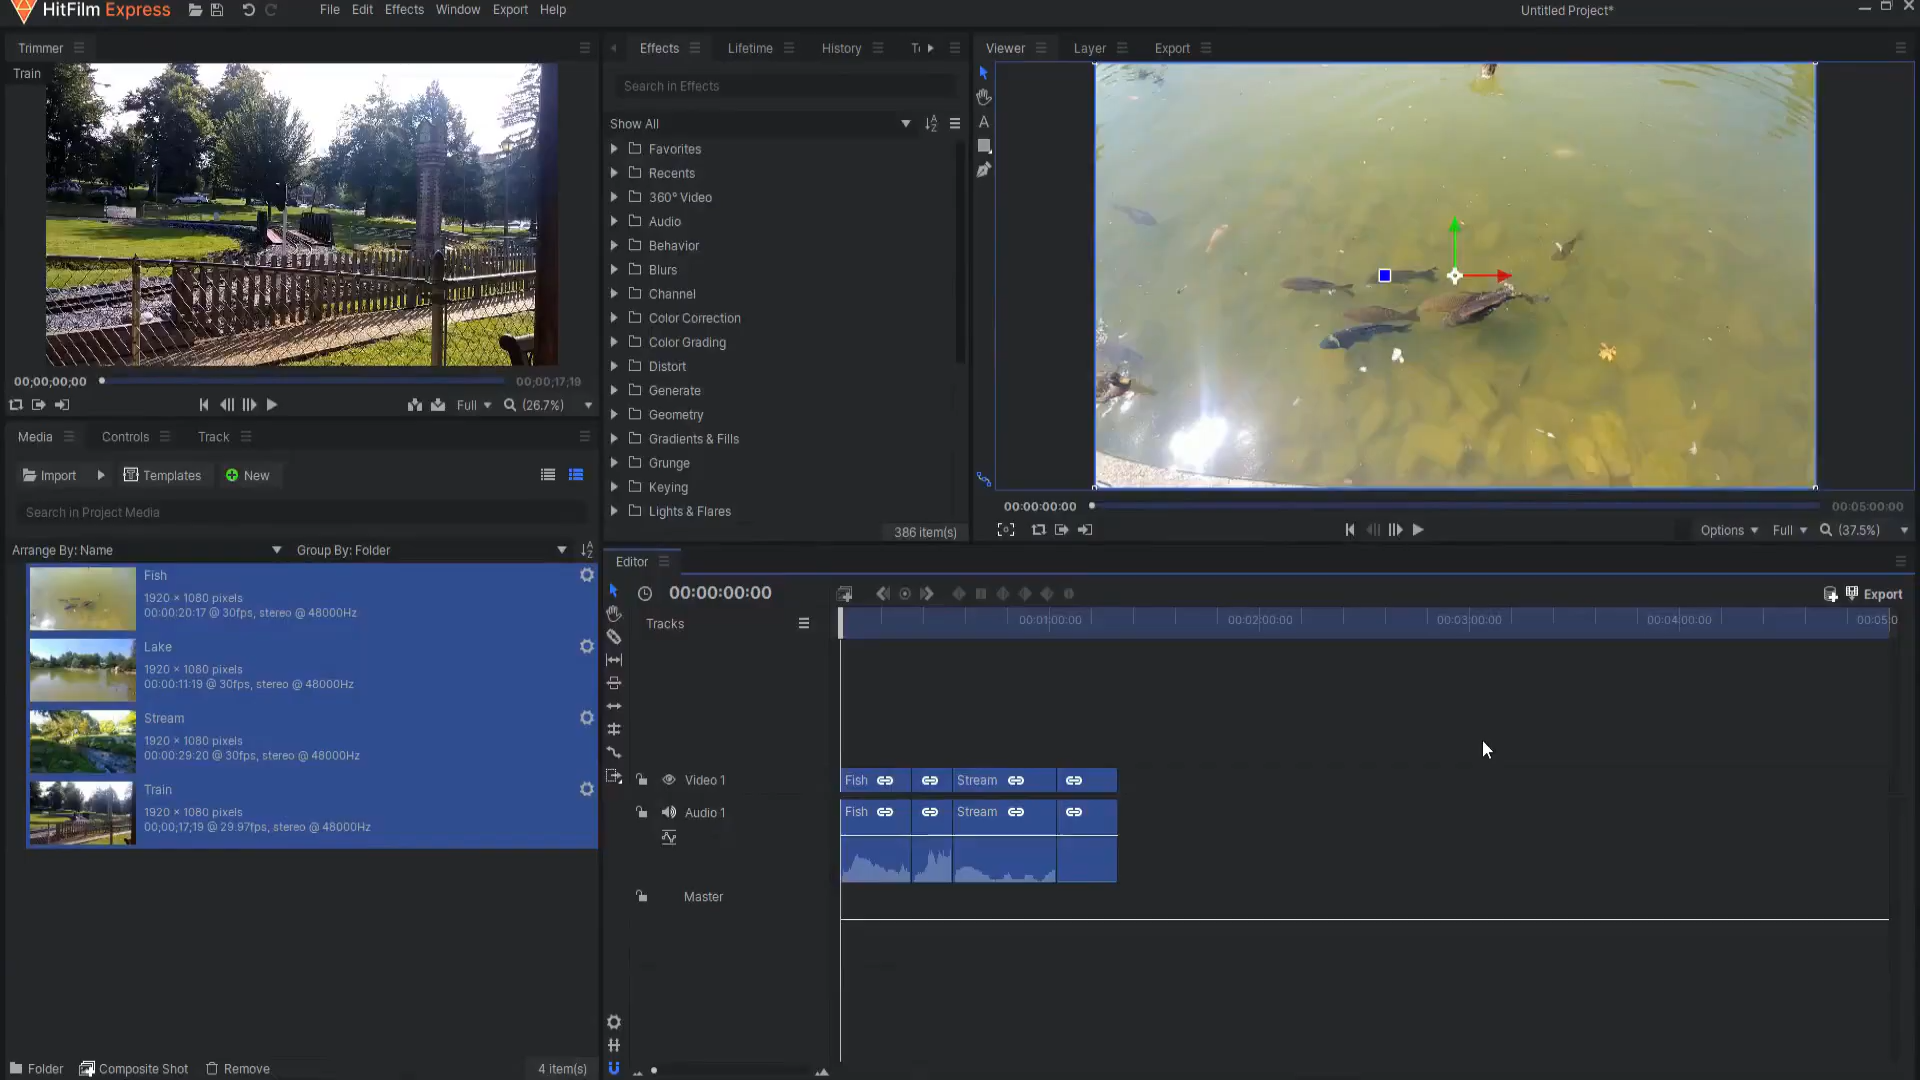 HitFilm Express File Edit Effects Window Export Help Untitled Project*
Trimmer
Train
00;00;00;00 00;00;17;19
Full (26.7%)
Media Controls Track
Import Templates New
Search in Project Media
Arrange By: Name Group By: Folder
Fish
1920 × 1080 pixels
00:00:20:17 @ 30fps, stereo @ 48000Hz
Lake
1920 × 1080 pixels
00:00:11:19 @ 30fps, stereo @ 48000Hz
Stream
1920 × 1080 pixels
00:00:29:20 @ 30fps, stereo @ 48000Hz
Train
1920 × 1080 pixels
00;00;17;19 @ 29.97fps, stereo @ 48000Hz
Folder Composite Shot Remove 4 item(s)
Effects Lifetime History
Search in Effects
Show All
Favorites
Recents
360° Video
Audio
Behavior
Blurs
Channel
Color Correction
Color Grading
Distort
Generate
Geometry
Gradients & Fills
Grunge
Keying
Lights & Flares
386 item(s)
Viewer Layer Export
A
00:00:00:00 00:05:00:00
Options Full (37.5%)
Editor
00:00:00:00 Export
Tracks 00:01:00:00 00:02:00:00 00:03:00:00 00:04:00:00 00:05:0
Video 1 Fish Stream
Audio 1 Fish Stream
Master